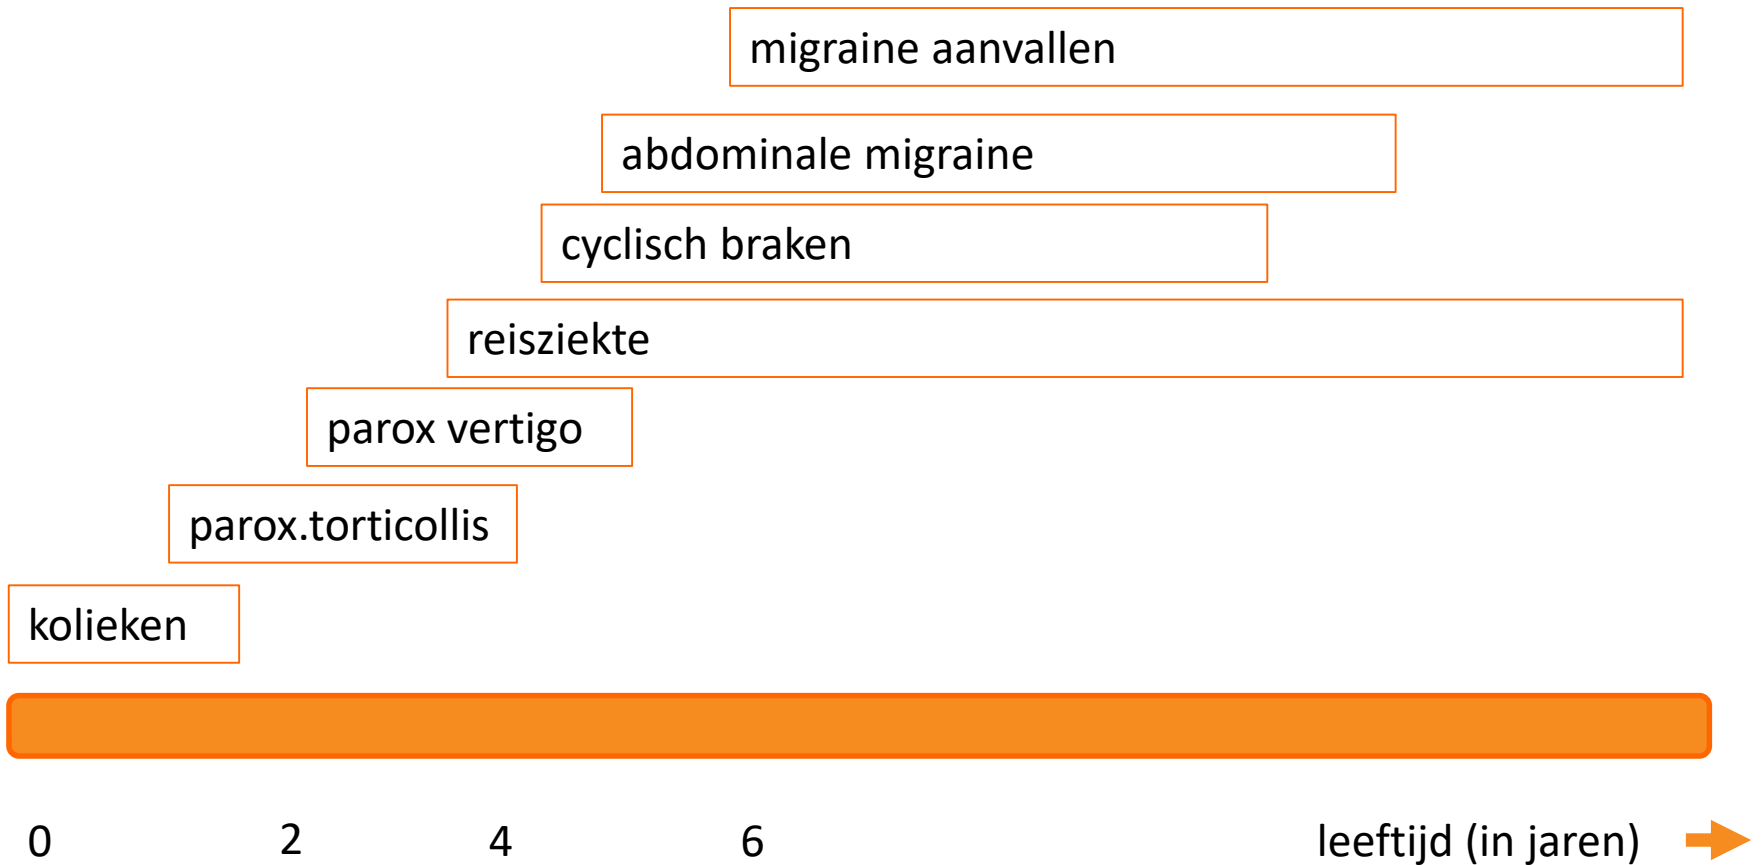 migraine aanvallen
abdominale migraine
cyclisch braken
reisziekte
parox vertigo
parox.torticollis
kolieken
0 2 4 6 leeftijd (in jaren)